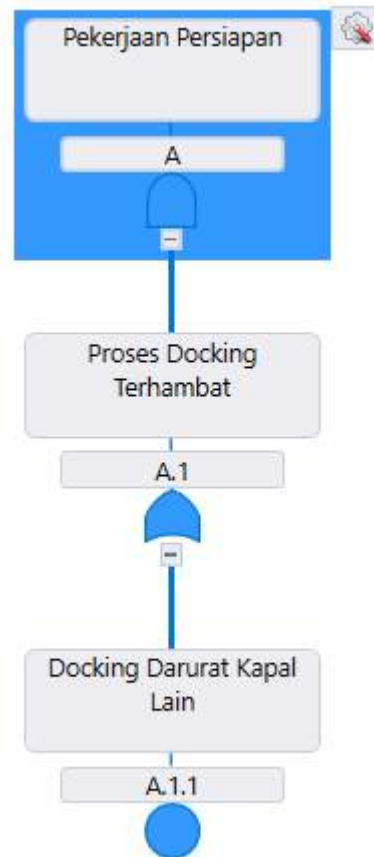 Pekerjaan Persiapan
A
Proses Docking
Terhambat
A.1
Docking Darurat Kapal
Lain
A.1.1